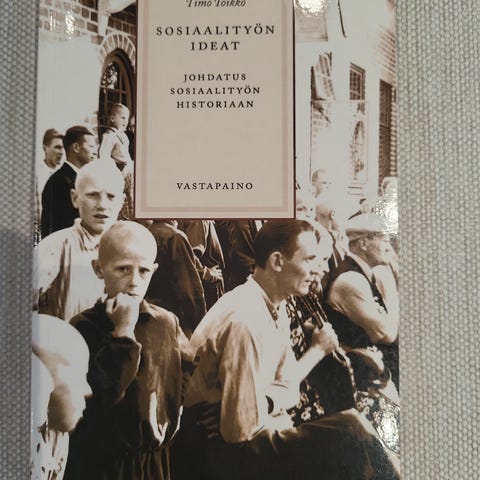 Timo Toikko
SOSIAALITYÖN
IDEAT
JOHDATUS
SOSIAALITYÖN
HISTORIAAN
VASTAPAINO